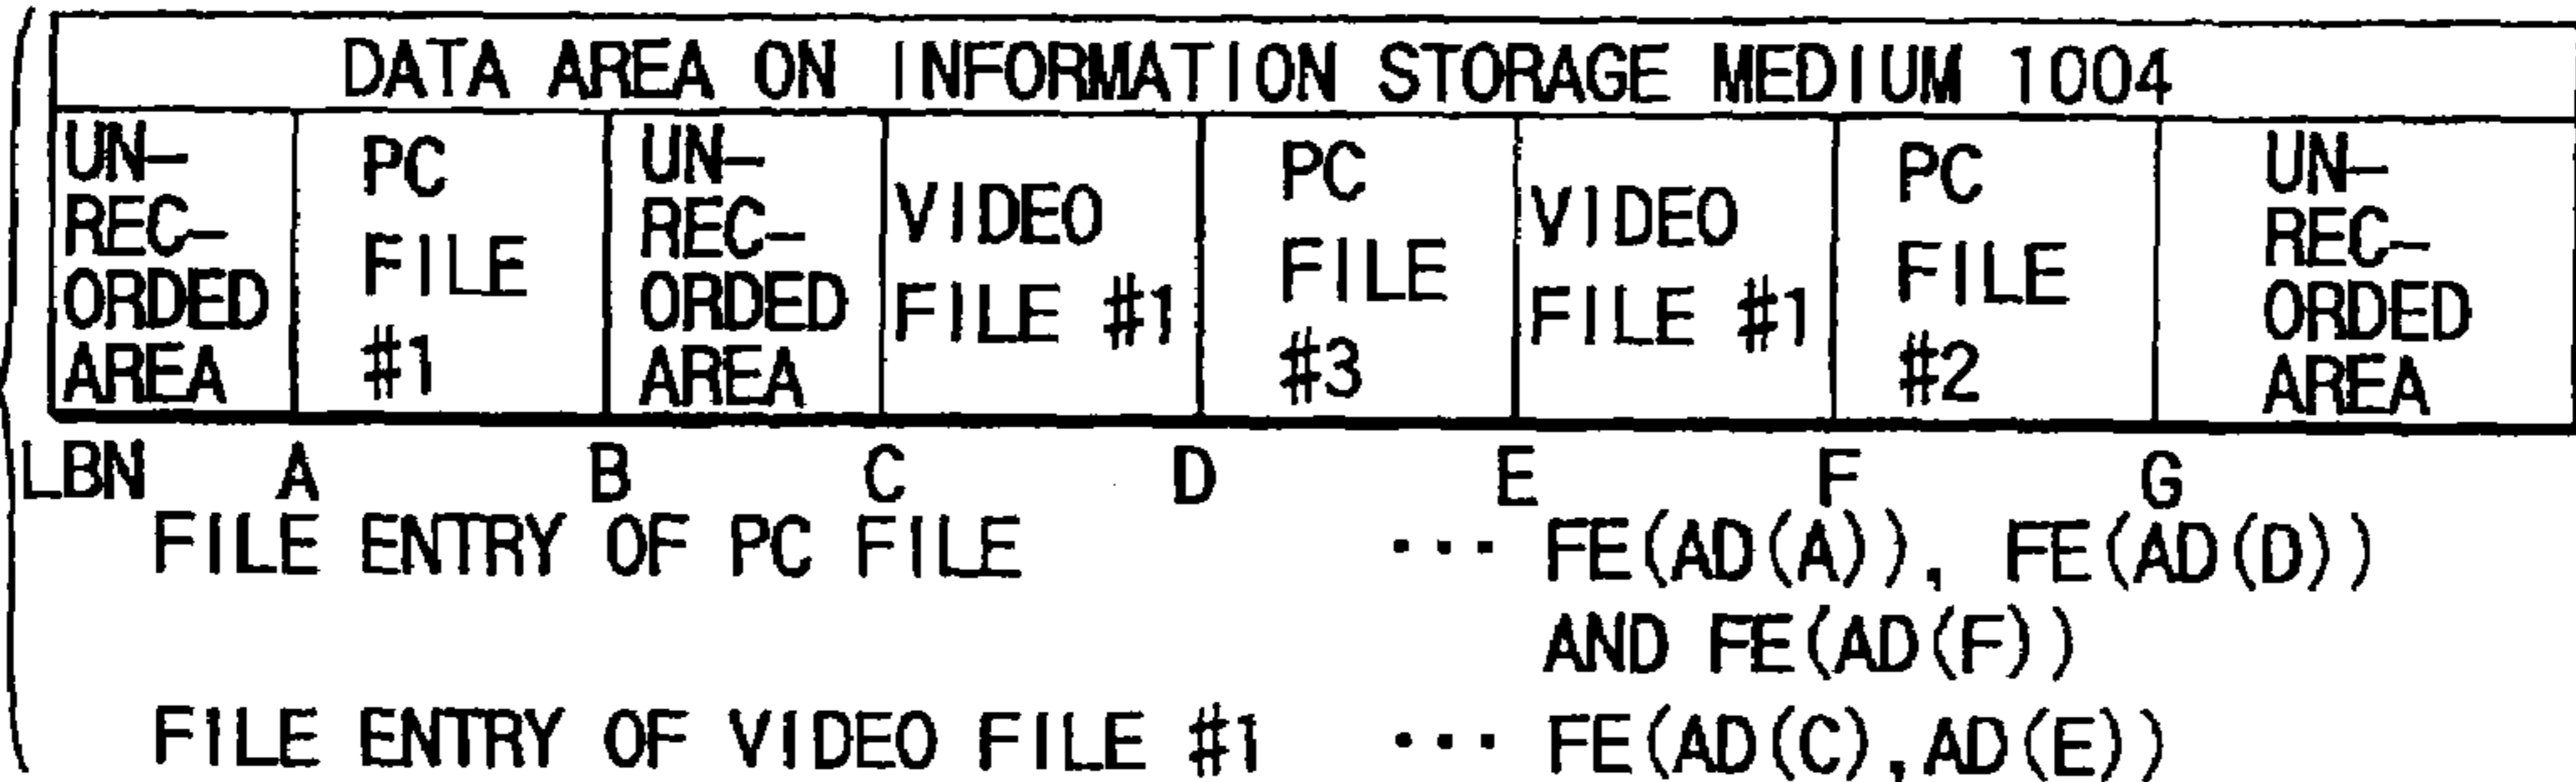 DATA AREA ON INFORMATION STORAGE MEDIUM 1004
UN-
REC-
ORDED
AREA
PC
FILE
#1
UN-
REC-
ORDED
AREA
VIDEO
FILE #1
PC
FILE
#3
VIDEO
FILE #1
PC
FILE
#2
UN-
REC-
ORDED
AREA
LBN A B C D E F G
FILE ENTRY OF PC FILE ··· FE(AD(A)), FE(AD(D))
AND FE(AD(F))
FILE ENTRY OF VIDEO FILE #1 ··· FE(AD(C),AD(E))